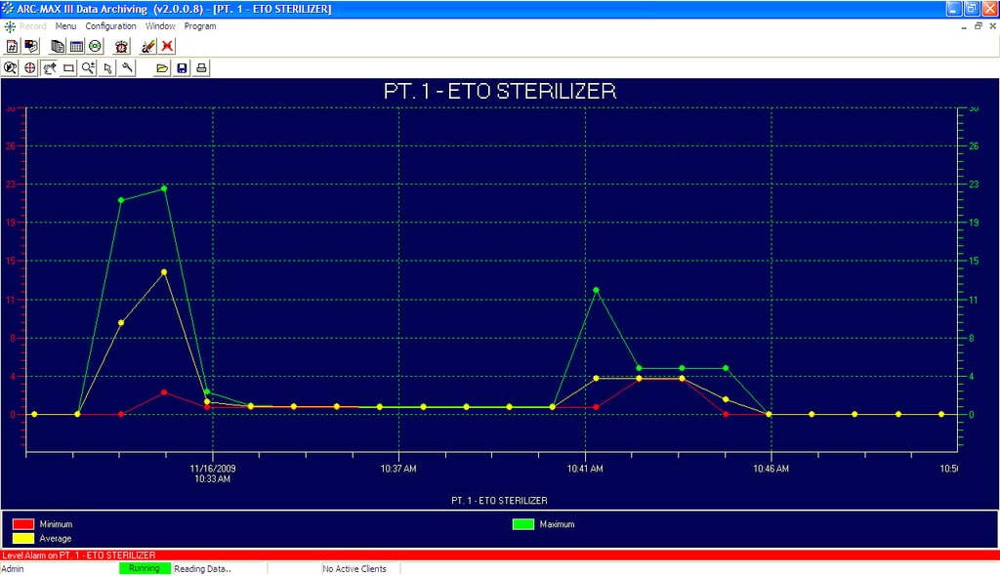 ARC-MAX III Data Archiving (v2.0.0.8) - [PT. 1 - ETO STERILIZER]
Record Menu Configuration Window Program
PT. 1 - ETO STERILIZER
30 30
26 26
23 23
19 19
15 15
11 11
8 8
4 4
0 0
11/16/2009
10:33 AM 10:37 AM 10:41 AM 10:46 AM 10:5
PT. 1 - ETO STERILIZER
Minimum Maximum
Average
Level Alarm on PT. 1 - ETO STERILIZER
Admin Running Reading Data.. No Active Clients